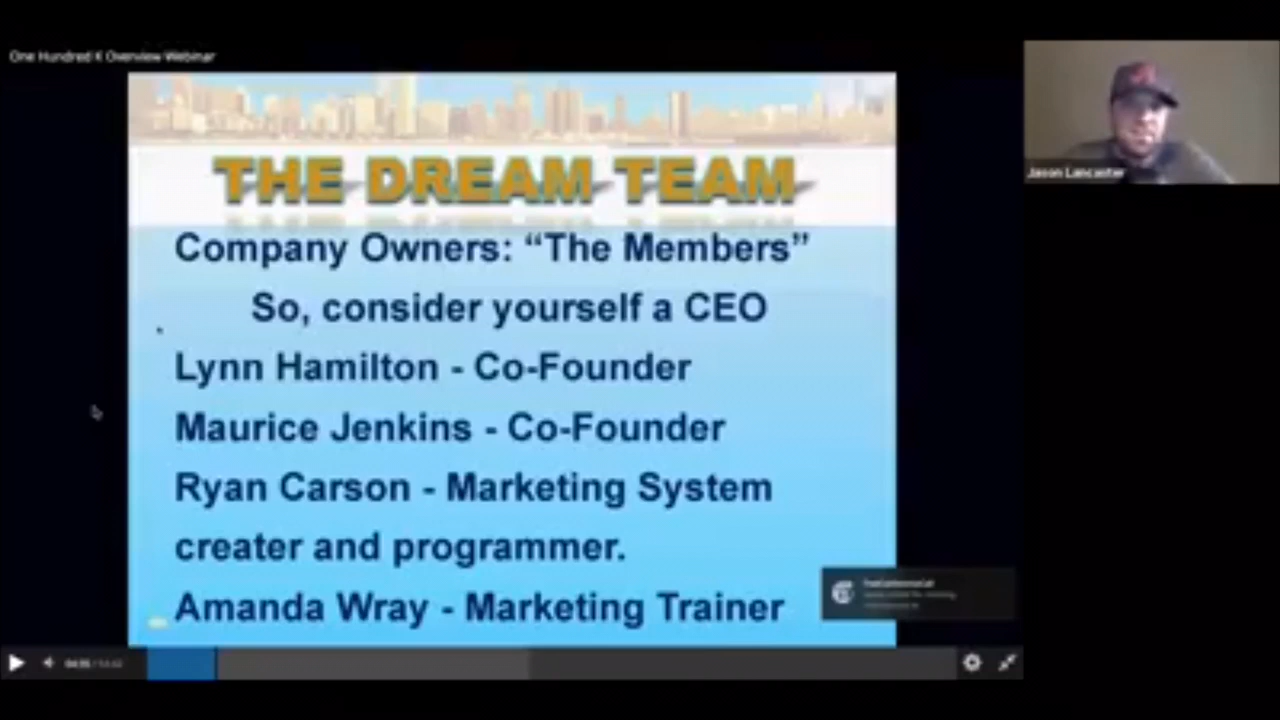 One Hundred K Overview Webinar
THE DREAM TEAM
Company Owners: “The Members”
So, consider yourself a CEO
Lynn Hamilton - Co-Founder
Maurice Jenkins - Co-Founder
Ryan Carson - Marketing System
creater and programmer.
Amanda Wray - Marketing Trainer
Jason Lancaster